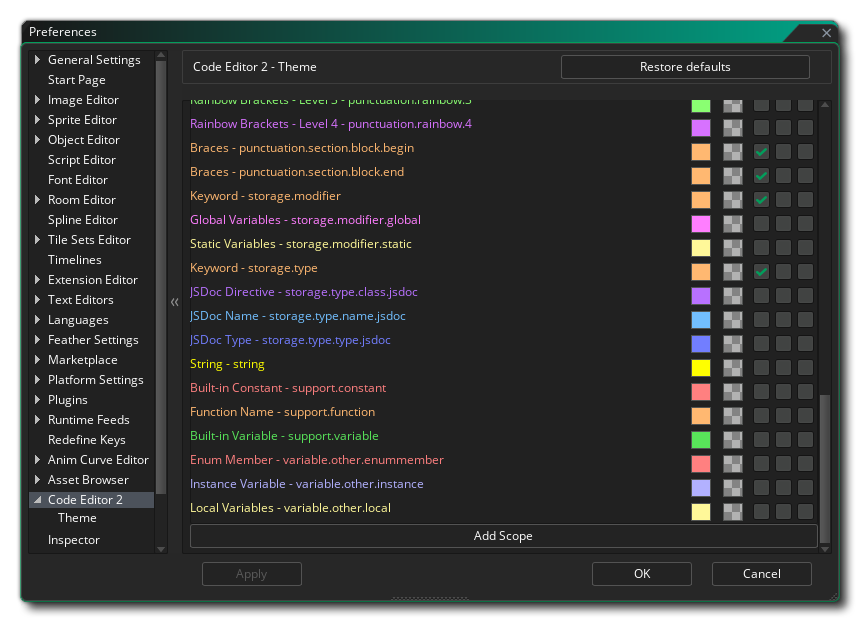 Preferences
General Settings
Start Page
Image Editor
Sprite Editor
Object Editor
Script Editor
Font Editor
Room Editor
Spline Editor
Tile Sets Editor
Timelines
Extension Editor
Text Editors
Languages
Feather Settings
Marketplace
Platform Settings
Plugins
Runtime Feeds
Redefine Keys
Anim Curve Editor
Asset Browser
Code Editor 2
Theme
Inspector
Code Editor 2 - Theme
Restore defaults
Rainbow Brackets - Level 3 - punctuation.rainbow.3
Rainbow Brackets - Level 4 - punctuation.rainbow.4
Braces - punctuation.section.block.begin
Braces - punctuation.section.block.end
Keyword - storage.modifier
Global Variables - storage.modifier.global
Static Variables - storage.modifier.static
Keyword - storage.type
JSDoc Directive - storage.type.class.jsdoc
JSDoc Name - storage.type.name.jsdoc
JSDoc Type - storage.type.type.jsdoc
String - string
Built-in Constant - support.constant
Function Name - support.function
Built-in Variable - support.variable
Enum Member - variable.other.enummember
Instance Variable - variable.other.instance
Local Variables - variable.other.local
Add Scope
Apply
OK
Cancel